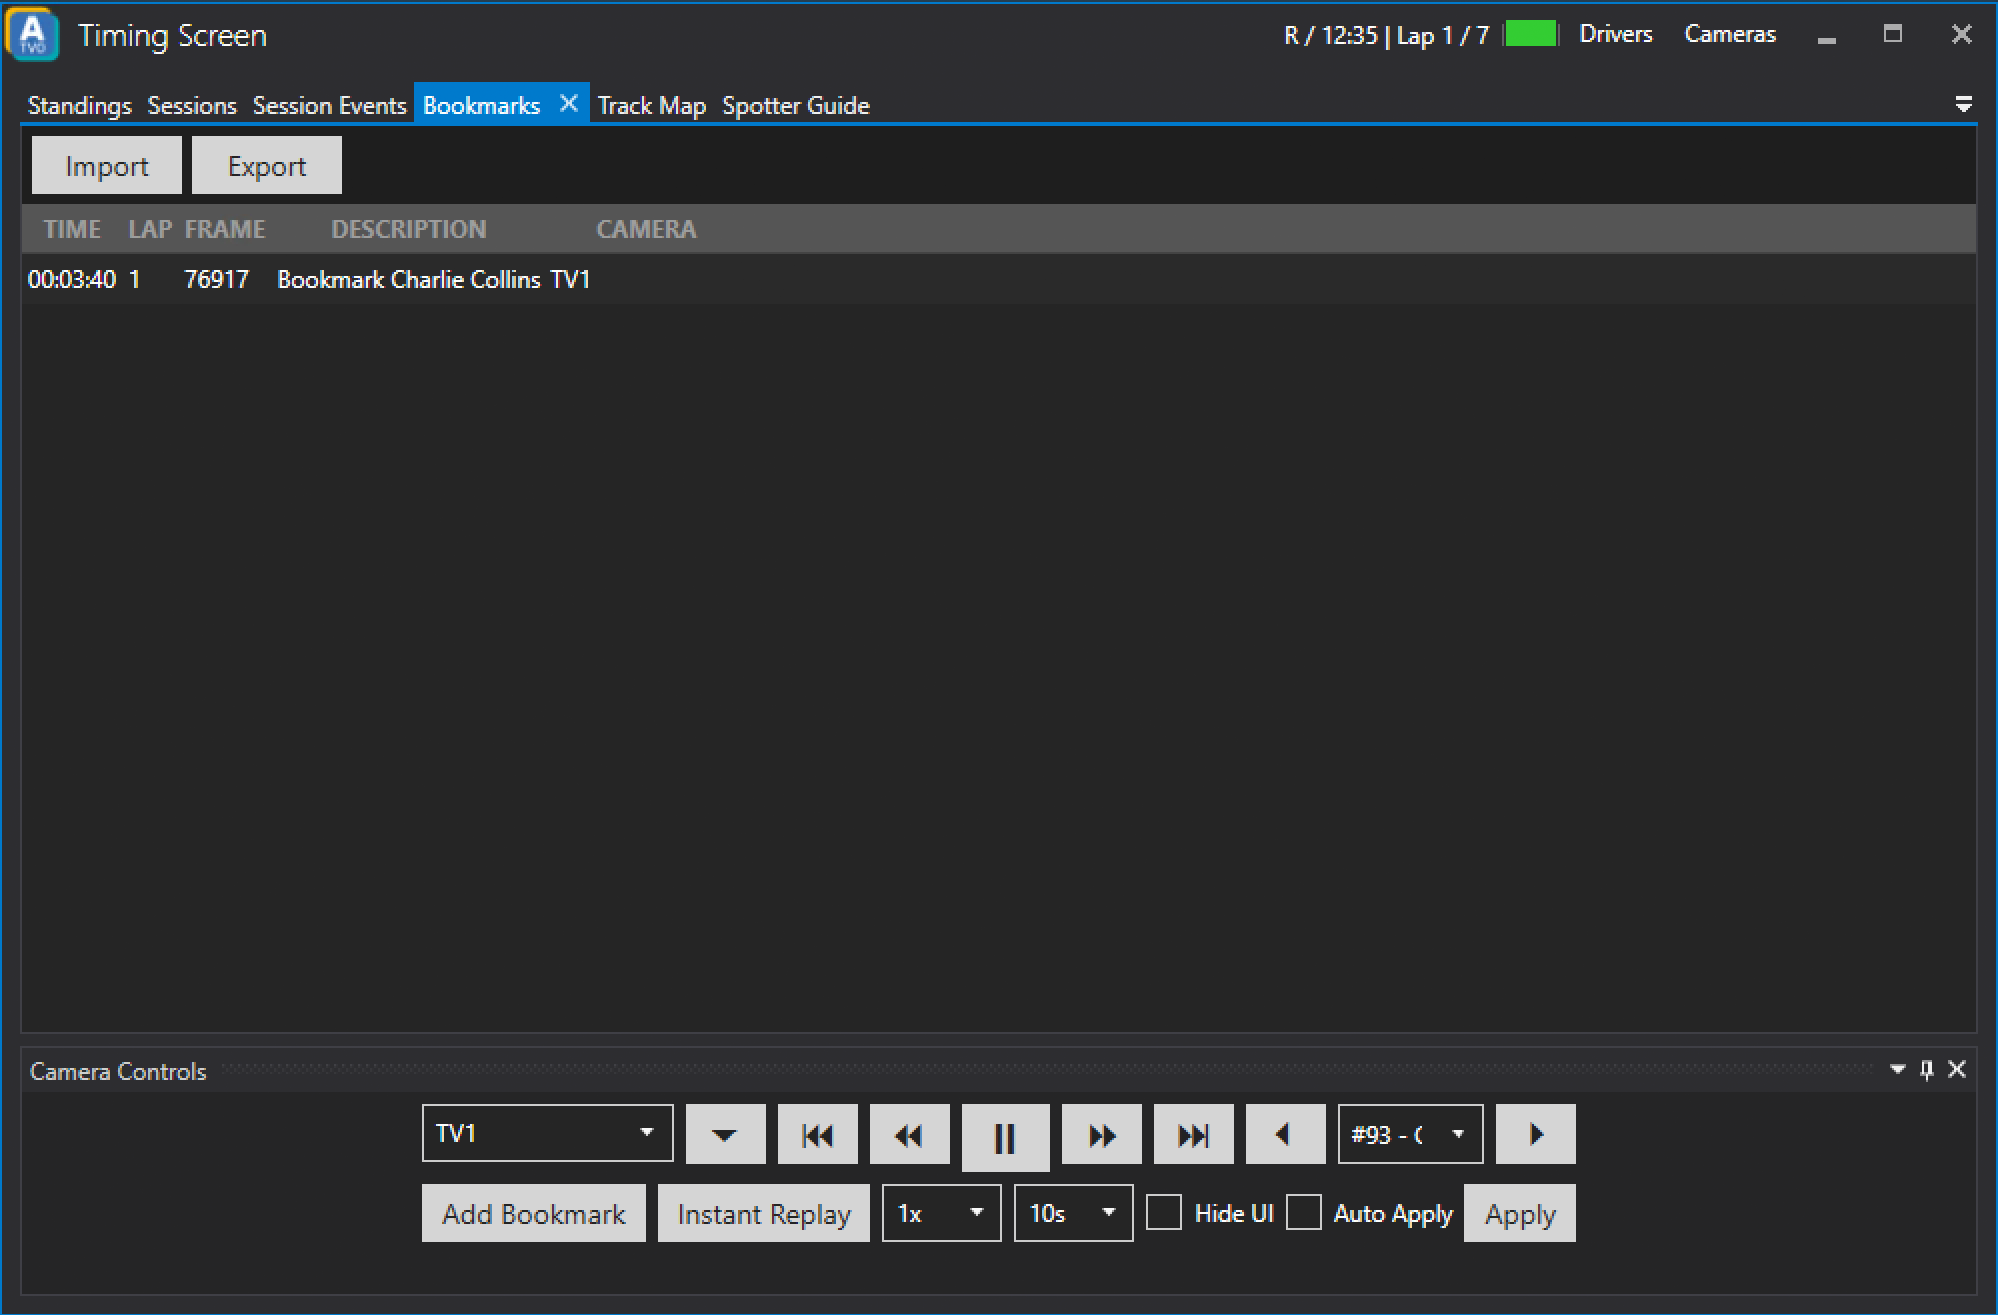 A
TVO
Timing Screen
R / 12:35 | Lap 1 / 7
Drivers
Cameras
Standings Sessions Session Events Bookmarks Track Map Spotter Guide
Import Export
TIME LAP FRAME DESCRIPTION CAMERA
00:03:40 1 76917 Bookmark Charlie Collins TV1
Camera Controls
TV1 #93 -
Add Bookmark Instant Replay 1x 10s Hide UI Auto Apply Apply